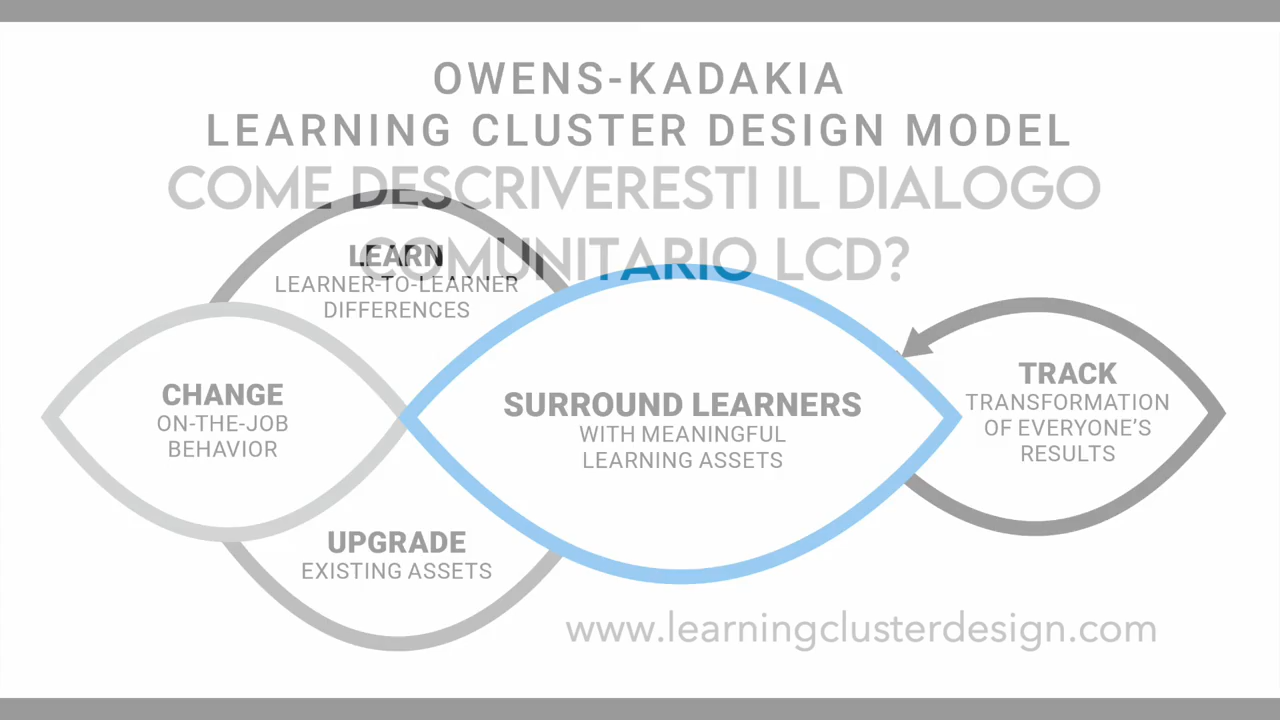 OWENS-KADAKIA
LEARNING CLUSTER DESIGN MODEL
COME DESCRIVERESTI IL DIALOGO
COMUNITARIO LCD?
LEARN
LEARNER-TO-LEARNER
DIFFERENCES
CHANGE
ON-THE-JOB
BEHAVIOR
SURROUND LEARNERS
WITH MEANINGFUL
LEARNING ASSETS
TRACK
TRANSFORMATION
OF EVERYONE'S
RESULTS
UPGRADE
EXISTING ASSETS
www.learningclusterdesign.com